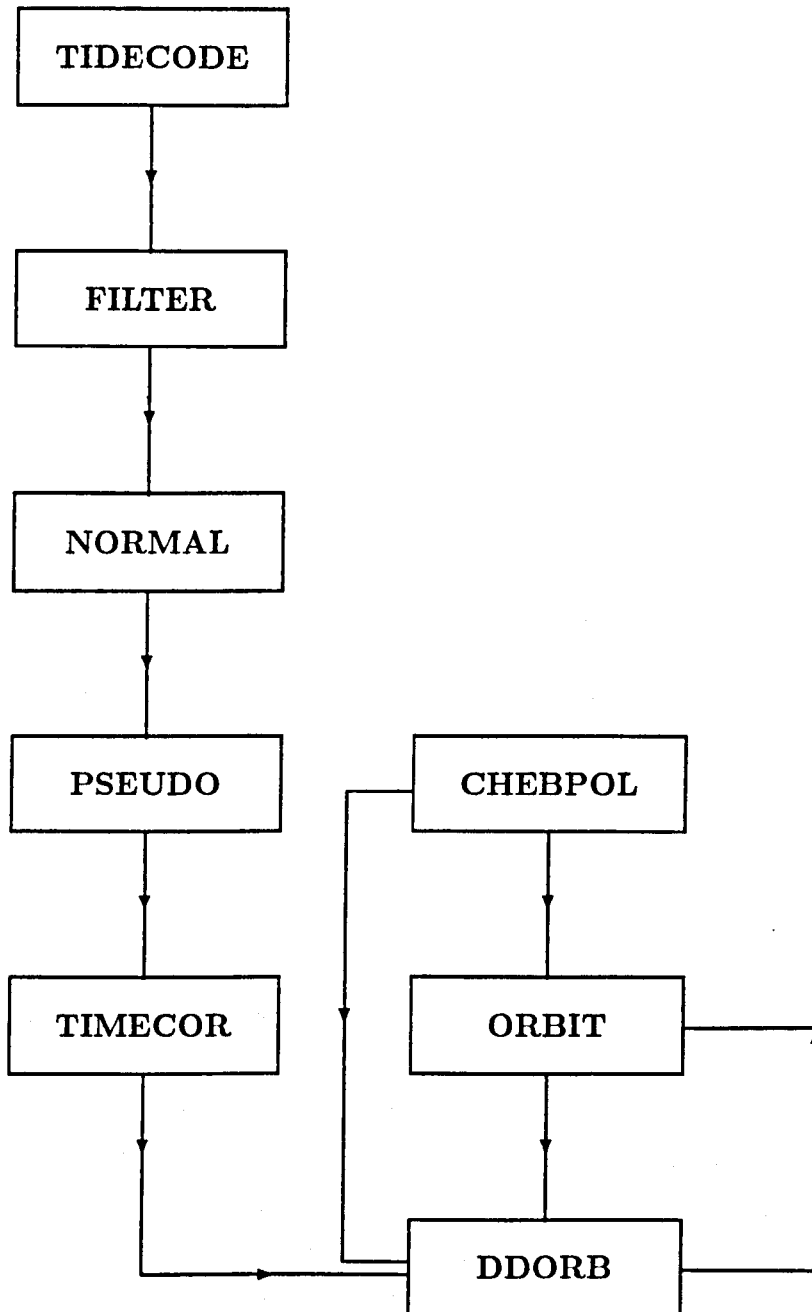 TIDECODE
FILTER
NORMAL
PSEUDO
CHEBPOL
TIMECOR
ORBIT
DDORB